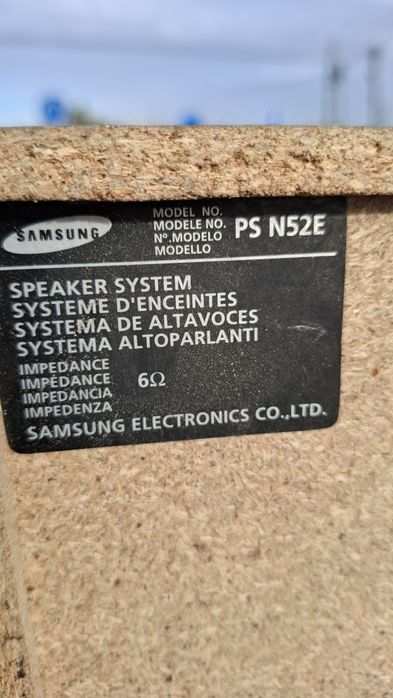 SAMSUNG
MODEL NO.
MODELE NO.
Nº.MODELO
MODELLO
PS N52E
SPEAKER SYSTEM
SYSTEME D'ENCEINTES
SYSTEMA DE ALTAVOCES
SYSTEMA ALTOPARLANTI
IMPEDANCE
IMPÉDANCE
IMPEDANCIA
IMPEDENZA
6Ω
SAMSUNG ELECTRONICS CO.,LTD.